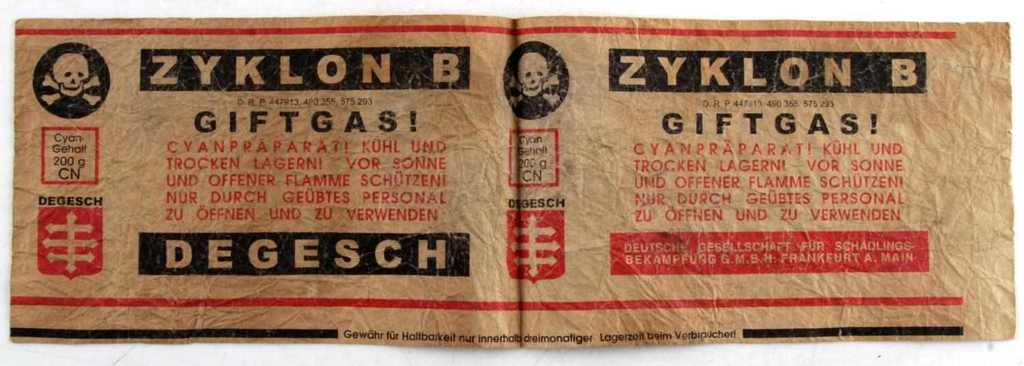 ZYKLON B
D. R. P. 447913, 490 355, 575 293
GIFTGAS!
Cyan-
Gehalt
200 g
CN
CYANPRÄPARAT! KÜHL UND
TROCKEN LAGERN! VOR SONNE
UND OFFENER FLAMME SCHÜTZEN!
NUR DURCH GEÜBTES PERSONAL
ZU ÖFFNEN UND ZU VERWENDEN
DEGESCH
DEGESCH
ZYKLON B
D. R. P. 447913, 490 355, 575 293
GIFTGAS!
Cyan-
Gehalt
200 g
CN
CYANPRÄPARAT! KÜHL UND
TROCKEN LAGERN! VOR SONNE
UND OFFENER FLAMME SCHÜTZEN!
NUR DURCH GEÜBTES PERSONAL
ZU ÖFFNEN UND ZU VERWENDEN
DEGESCH
DEUTSCHE GESELLSCHAFT FÜR SCHÄDLINGS-
BEKÄMPFUNG G.M.B.H. FRANKFURT A. MAIN
Gewähr für Haltbarkeit nur innerhalb dreimonatiger Lagerzeit beim Verbraucher!